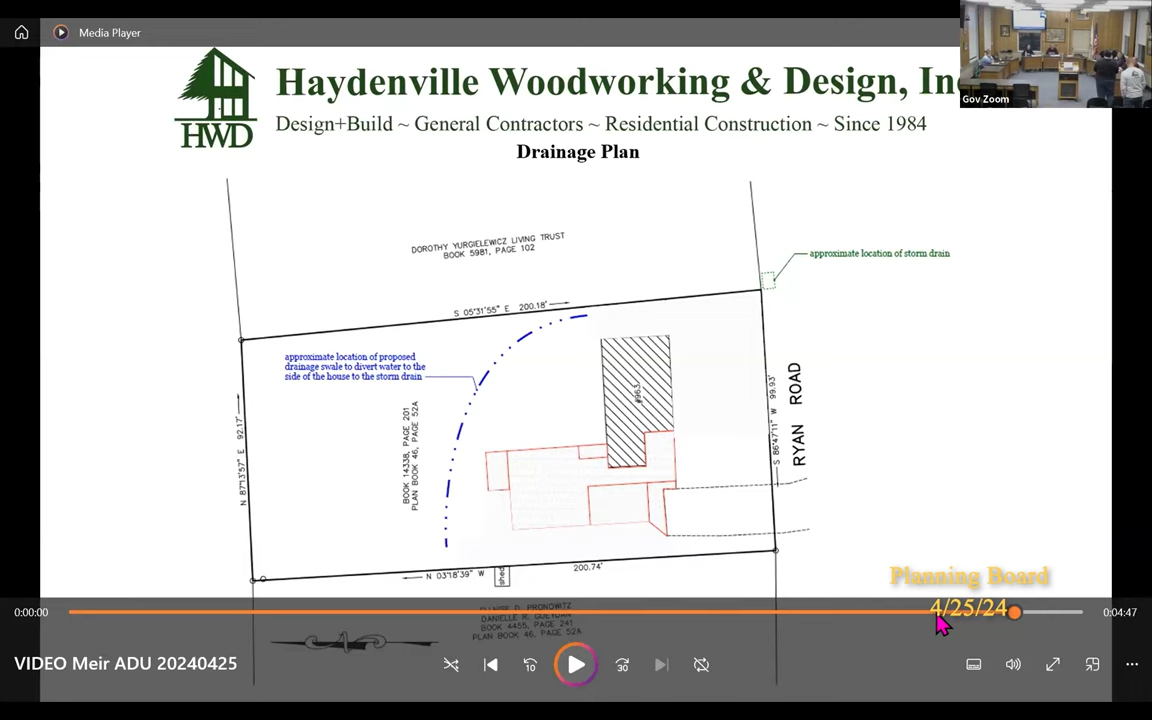 Media Player
Haydenville Woodworking & Design, In
HWD
Design+Build ~ General Contractors ~ Residential Construction ~ Since 1984
Drainage Plan
Gov Zoom
DOROTHY YURGIELEWICZ LIVING TRUST
BOOK 5981, PAGE 102
approximate location of storm drain
S 05°31'55" E 200.18'
approximate location of proposed
drainage swale to divert water to the
side of the house to the storm drain
N 87°13'57" E 92.17'
BOOK 14338, PAGE 201
PLAN BOOK 46, PAGE 52A
#963
S 86°47'11" W 99.93'
RYAN ROAD
N 03°18'39" W
shed
200.74'
Planning Board
4/25/24
0:00:00
0:04:47
DANIELLE R.
BOOK 4455, PAGE 241
PLAN BOOK 46, PAGE 52A
VIDEO Meir ADU 20240425
10
30